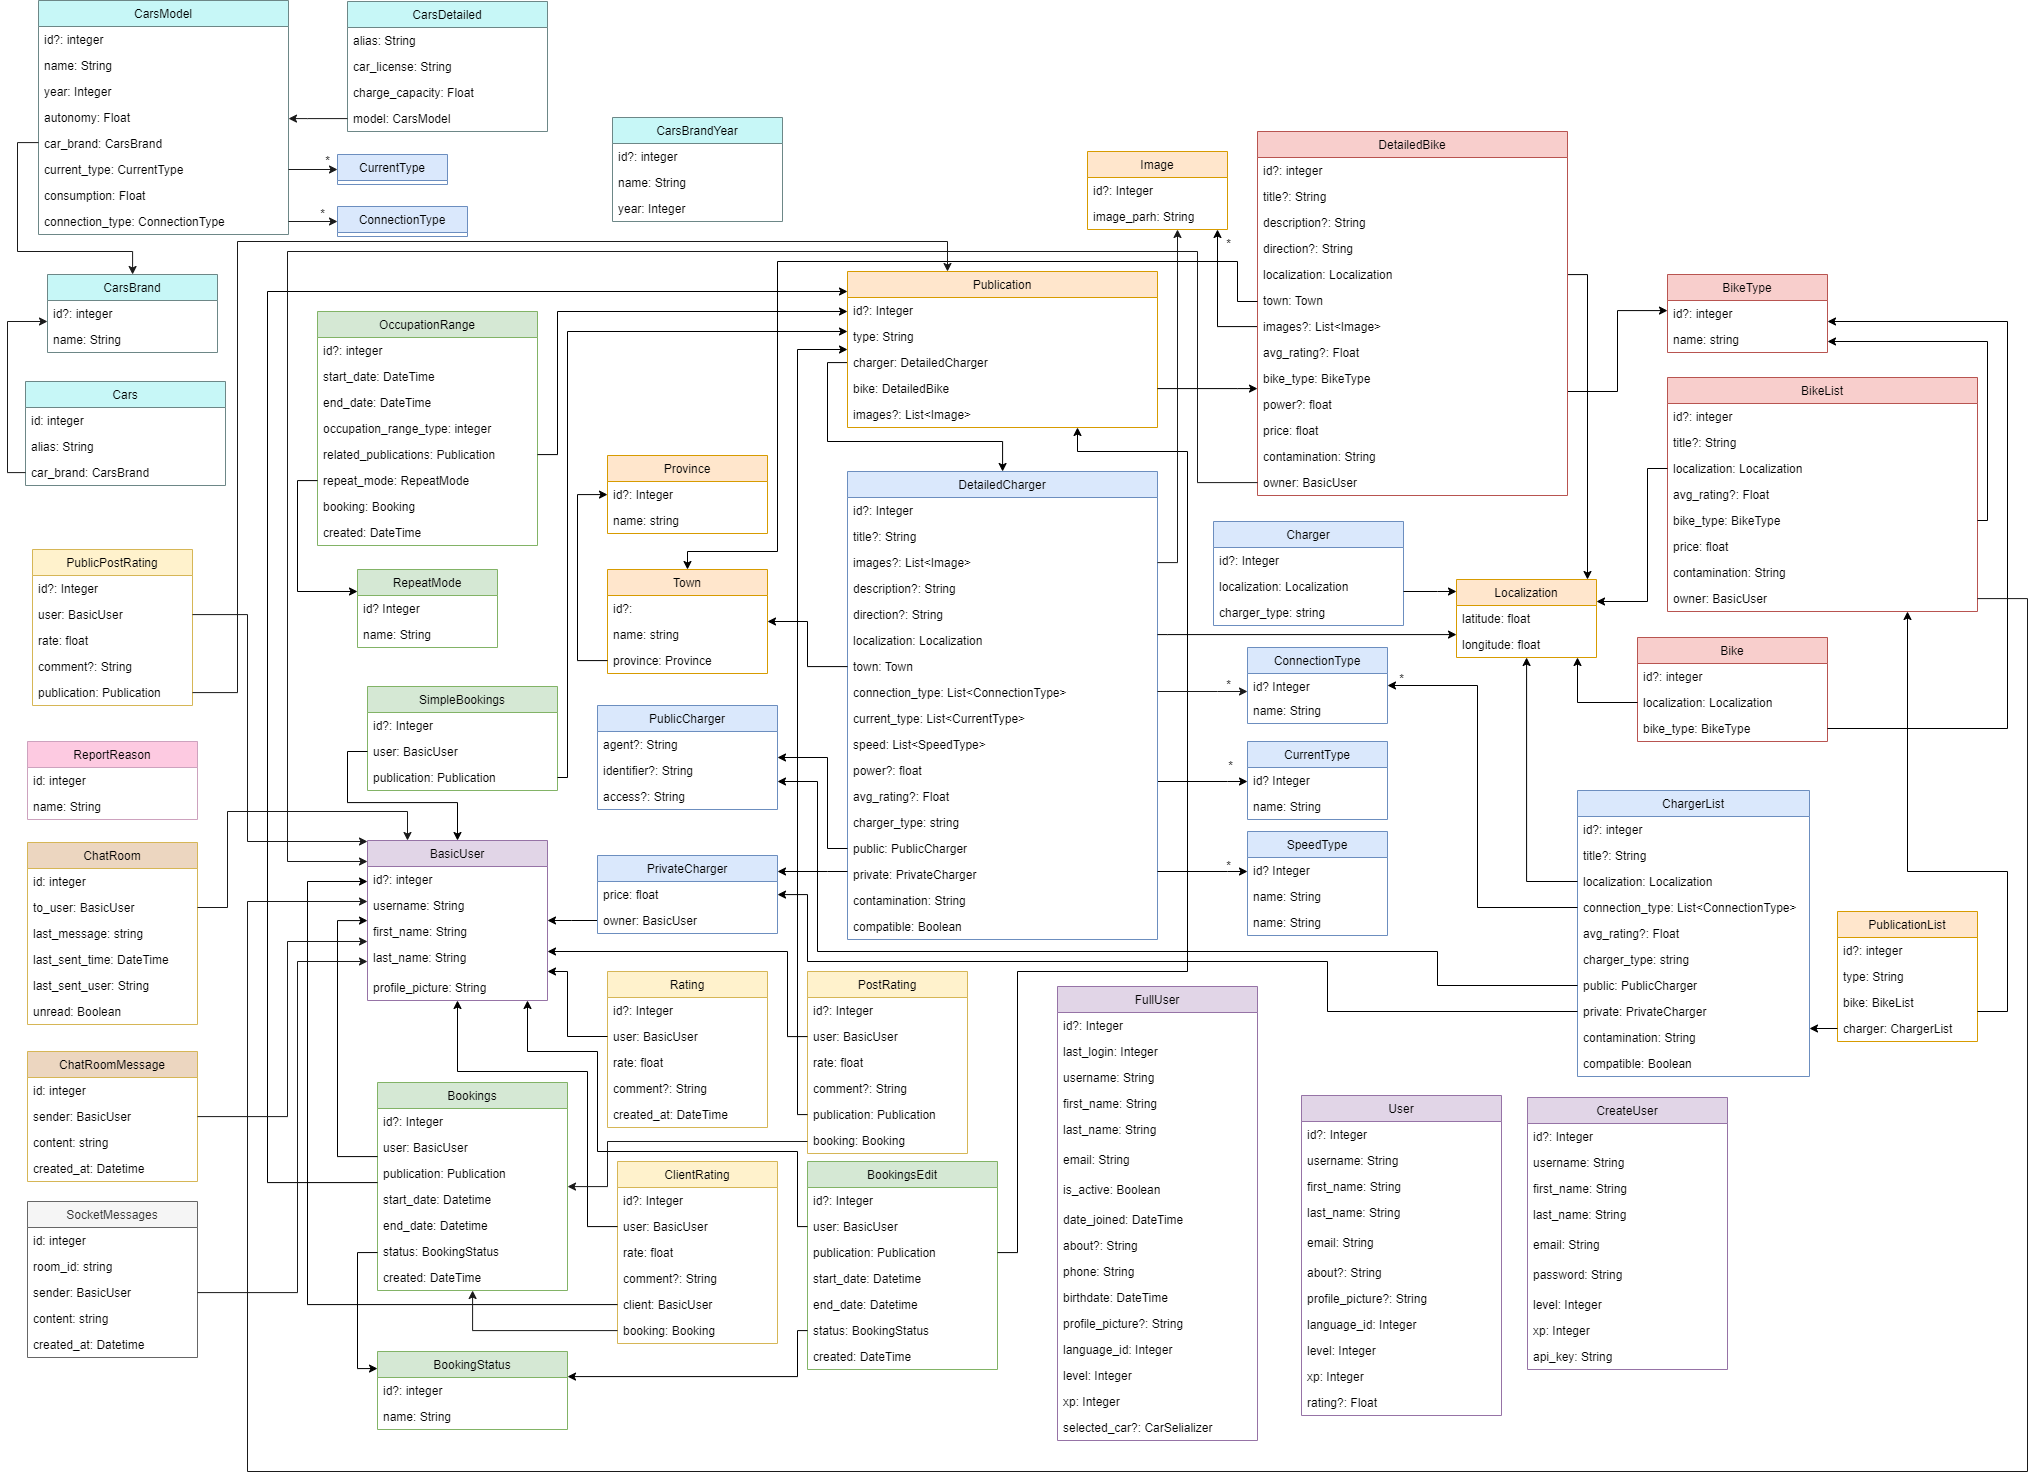 CarsModel
id?: integer
name: String
year: Integer
autonomy: Float
car_brand: CarsBrand
current_type: CurrentType
consumption: Float
connection_type: ConnectionType
CarsDetailed
alias: String
car_license: String
charge_capacity: Float
model: CarsModel
*
CurrentType
*
ConnectionType
CarsBrandYear
id?: integer
name: String
year: Integer
CarsBrand
id?: integer
name: String
Cars
id: integer
alias: String
car_brand: CarsBrand
Image
id?: Integer
image_parh: String
*
DetailedBike
id?: integer
title?: String
description?: String
direction?: String
localization: Localization
town: Town
images?: List<Image>
avg_rating?: Float
bike_type: BikeType
power?: float
price: float
contamination: String
owner: BasicUser
BikeType
id?: integer
name: string
BikeList
id?: integer
title?: String
localization: Localization
avg_rating?: Float
bike_type: BikeType
price: float
contamination: String
owner: BasicUser
Publication
id?: Integer
type: String
charger: DetailedCharger
bike: DetailedBike
images?: List<Image>
OccupationRange
id?: integer
start_date: DateTime
end_date: DateTime
occupation_range_type: integer
related_publications: Publication
repeat_mode: RepeatMode
booking: Booking
created: DateTime
RepeatMode
id? Integer
name: String
Province
id?: Integer
name: string
Town
id?:
name: string
province: Province
DetailedCharger
id?: Integer
title?: String
images?: List<Image>
description?: String
direction?: String
localization: Localization
town: Town
connection_type: List<ConnectionType>
current_type: List<CurrentType>
speed: List<SpeedType>
power?: float
avg_rating?: Float
charger_type: string
public: PublicCharger
private: PrivateCharger
contamination: String
compatible: Boolean
Charger
id?: Integer
localization: Localization
charger_type: string
Localization
latitude: float
longitude: float
Bike
id?: integer
localization: Localization
bike_type: BikeType
*
ConnectionType
id? Integer
name: String
*
*
CurrentType
id? Integer
name: String
*
SpeedType
id? Integer
name: String
name: String
ChargerList
id?: integer
title?: String
localization: Localization
connection_type: List<ConnectionType>
avg_rating?: Float
charger_type: string
public: PublicCharger
private: PrivateCharger
contamination: String
compatible: Boolean
PublicationList
id?: integer
type: String
bike: BikeList
charger: ChargerList
PublicPostRating
id?: Integer
user: BasicUser
rate: float
comment?: String
publication: Publication
ReportReason
id: integer
name: String
ChatRoom
id: integer
to_user: BasicUser
last_message: string
last_sent_time: DateTime
last_sent_user: String
unread: Boolean
ChatRoomMessage
id: integer
sender: BasicUser
content: string
created_at: Datetime
SocketMessages
id: integer
room_id: string
sender: BasicUser
content: string
created_at: Datetime
SimpleBookings
id?: Integer
user: BasicUser
publication: Publication
BasicUser
id?: integer
username: String
first_name: String
last_name: String
profile_picture: String
PublicCharger
agent?: String
identifier?: String
access?: String
PrivateCharger
price: float
owner: BasicUser
Rating
id?: Integer
user: BasicUser
rate: float
comment?: String
created_at: DateTime
PostRating
id?: Integer
user: BasicUser
rate: float
comment?: String
publication: Publication
booking: Booking
Bookings
id?: Integer
user: BasicUser
publication: Publication
start_date: Datetime
end_date: Datetime
status: BookingStatus
created: DateTime
ClientRating
id?: Integer
user: BasicUser
rate: float
comment?: String
client: BasicUser
booking: Booking
BookingsEdit
id?: Integer
user: BasicUser
publication: Publication
start_date: Datetime
end_date: Datetime
status: BookingStatus
created: DateTime
BookingStatus
id?: integer
name: String
FullUser
id?: Integer
last_login: Integer
username: String
first_name: String
last_name: String
email: String
is_active: Boolean
date_joined: DateTime
about?: String
phone: String
birthdate: DateTime
profile_picture?: String
language_id: Integer
level: Integer
xp: Integer
selected_car?: CarSelializer
User
id?: Integer
username: String
first_name: String
last_name: String
email: String
about?: String
profile_picture?: String
language_id: Integer
level: Integer
xp: Integer
rating?: Float
CreateUser
id?: Integer
username: String
first_name: String
last_name: String
email: String
password: String
level: Integer
xp: Integer
api_key: String